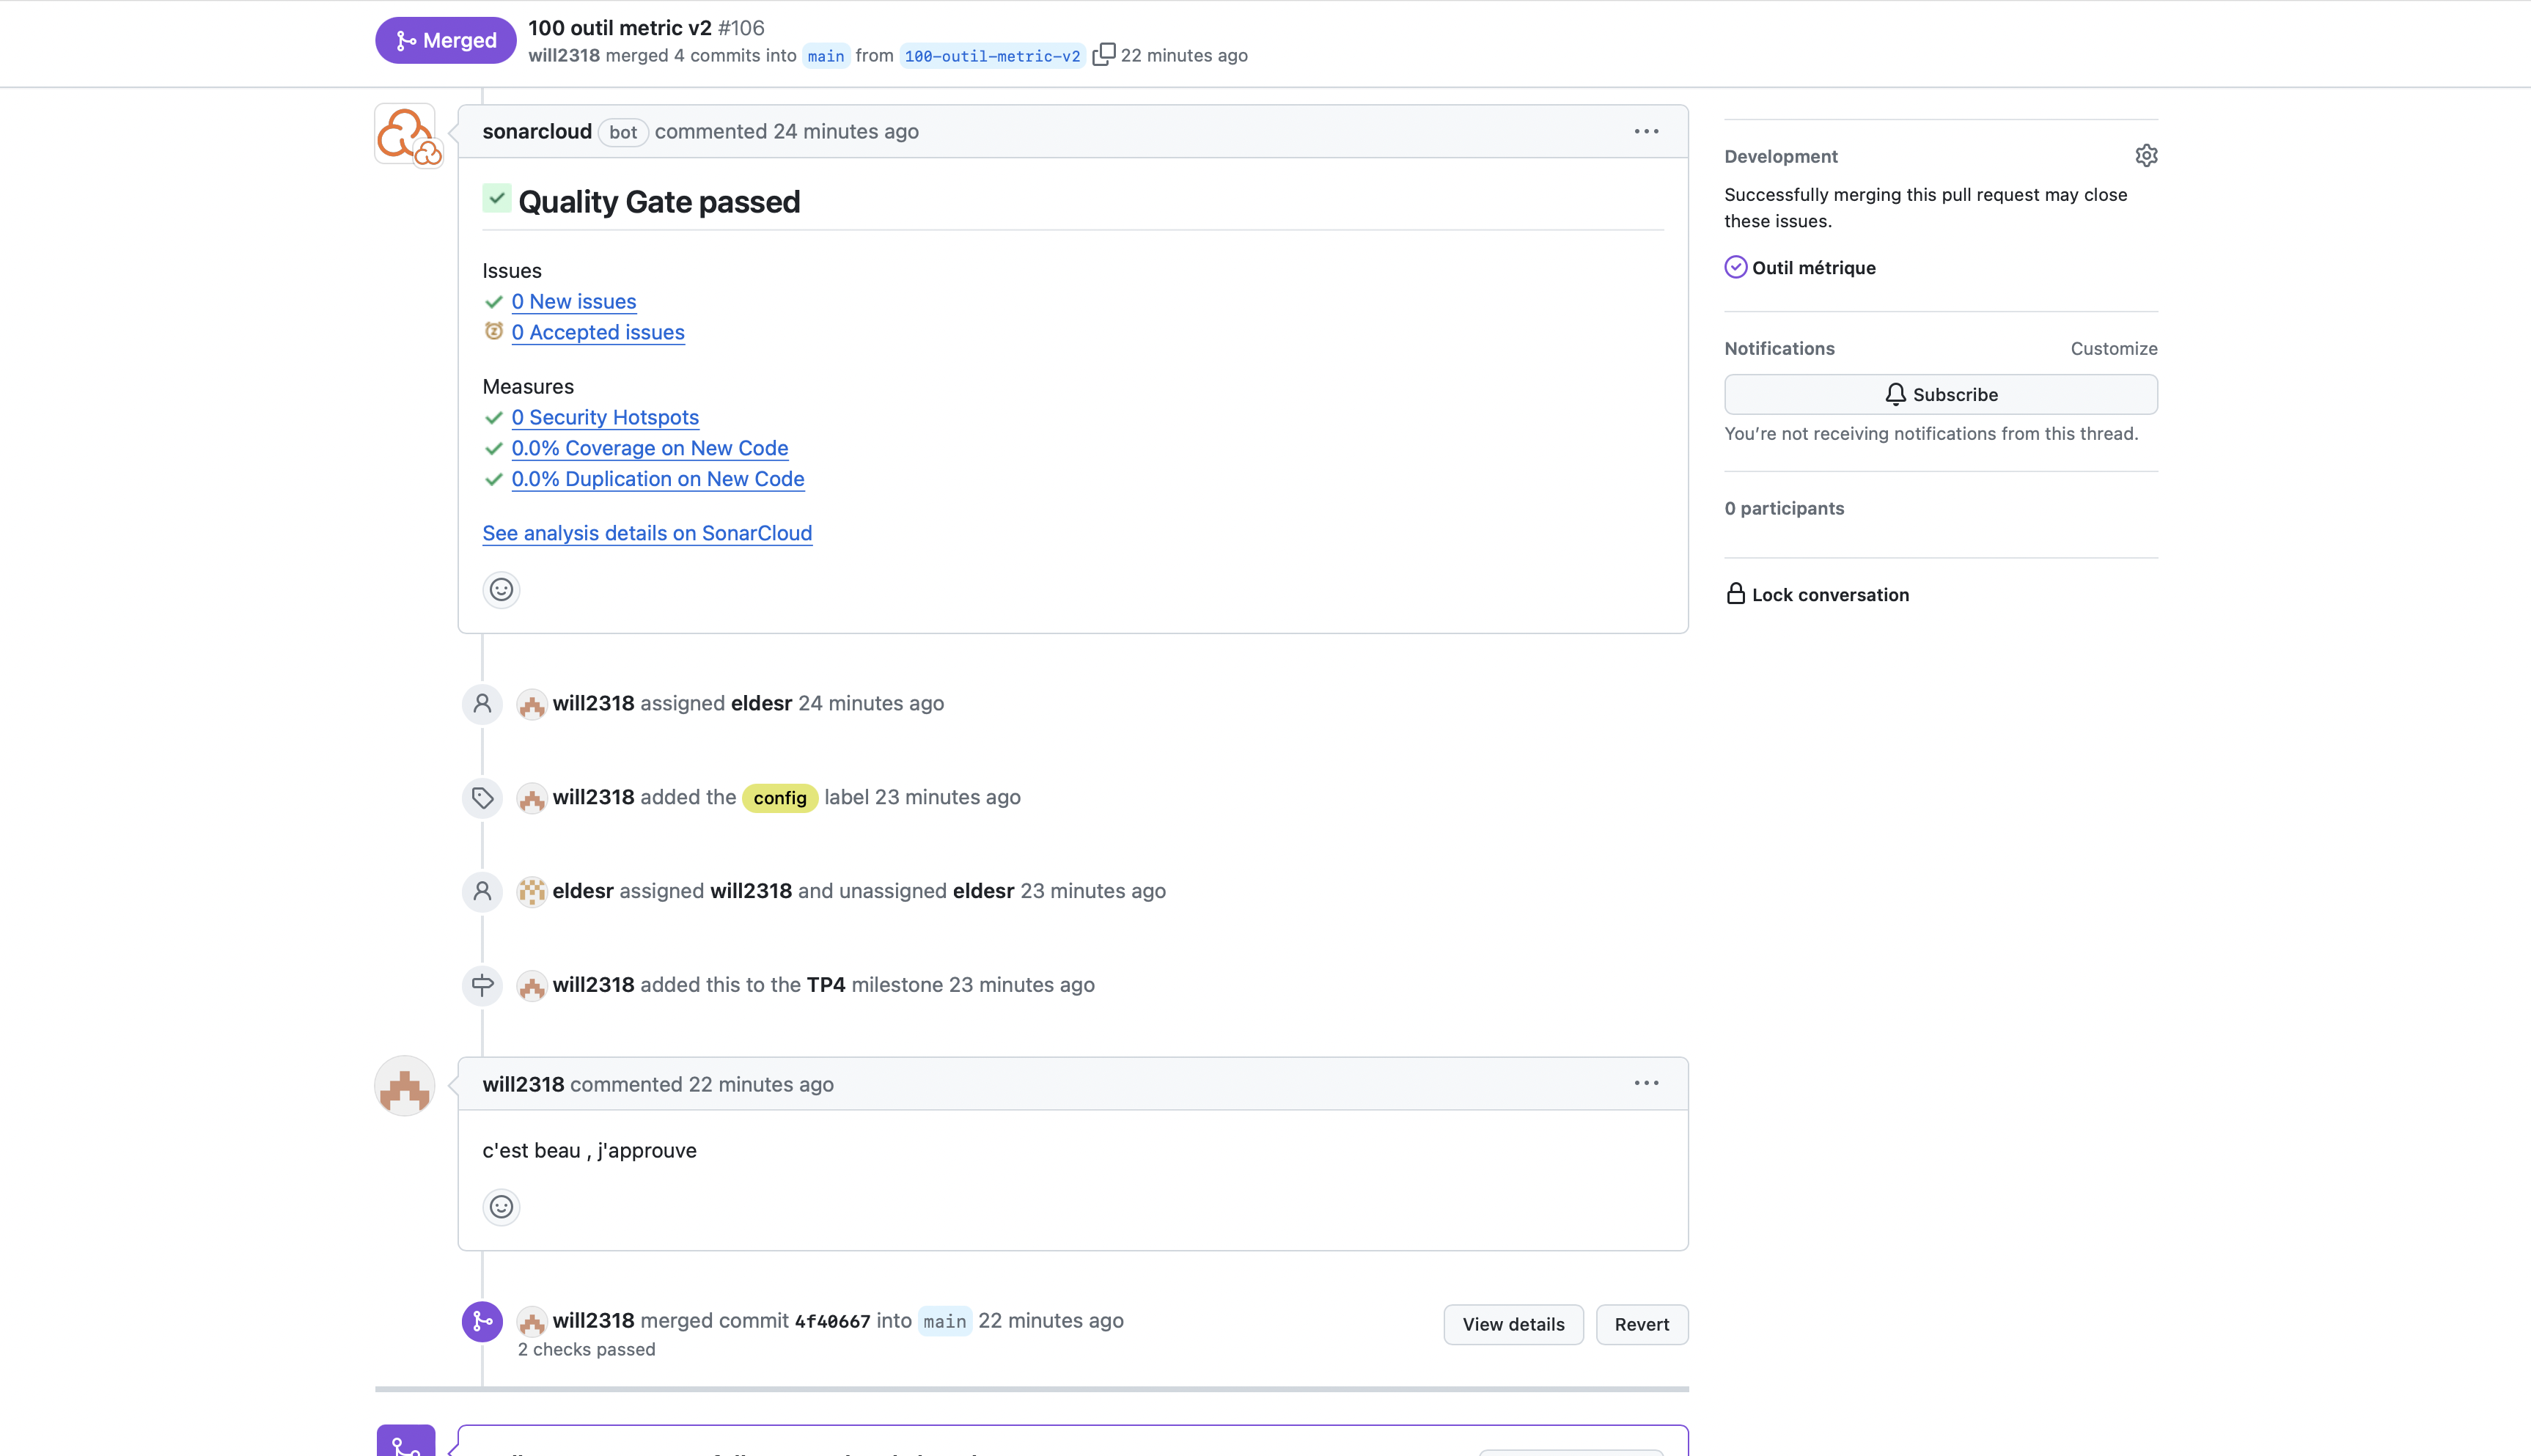 Merged
100 outil metric v2 #106
will2318 merged 4 commits into main from 100-outil-metric-v2 22 minutes ago
sonarcloud bot commented 24 minutes ago
Quality Gate passed
Issues
0 New issues
0 Accepted issues
Measures
0 Security Hotspots
0.0% Coverage on New Code
0.0% Duplication on New Code
See analysis details on SonarCloud
will2318 assigned eldesr 24 minutes ago
will2318 added the config label 23 minutes ago
eldesr assigned will2318 and unassigned eldesr 23 minutes ago
will2318 added this to the TP4 milestone 23 minutes ago
will2318 commented 22 minutes ago
c'est beau , j'approuve
will2318 merged commit 4f40667 into main 22 minutes ago
2 checks passed
View details
Revert
Development
Successfully merging this pull request may close
these issues.
Outil métrique
Notifications
Customize
Subscribe
You're not receiving notifications from this thread.
0 participants
Lock conversation